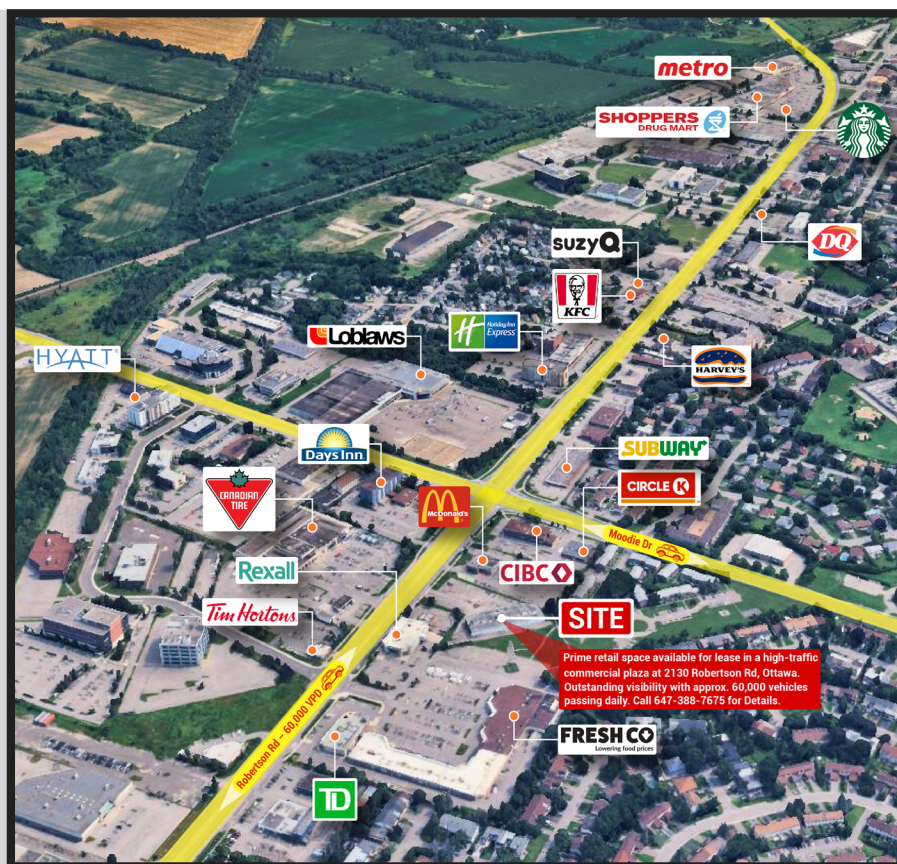 metro
SHOPPERS
DRUG MART
DQ
suzyQ
KFC
Loblaws
H Holiday Inn
Express
HYATT
HARVEY'S
Days Inn
SUBWAY
CANADIAN
TIRE
CIRCLE K
McDonald's
Moodie Dr
Rexall
CIBC
Tim Hortons
SITE
Prime retail space available for lease in a high-traffic
commercial plaza at 2130 Robertson Rd, Ottawa.
Outstanding visibility with approx. 60,000 vehicles
passing daily. Call 647-388-7675 for Details.
Robertson Rd – 60,000 VPD
FRESHCO
Lowering food prices
TD